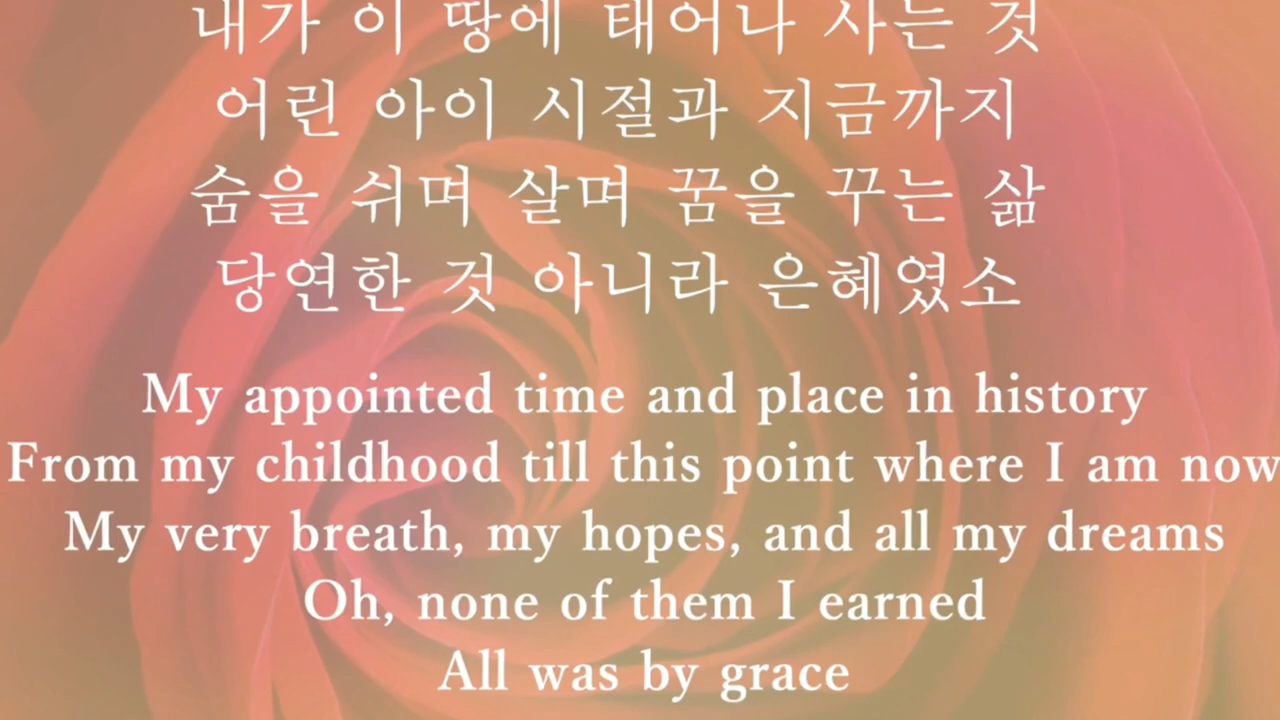 내가 이 땅에 태어나 사는 것
어린 아이 시절과 지금까지
숨을 쉬며 살며 꿈을 꾸는 삶
당연한 것 아니라 은혜였소
My appointed time and place in history
From my childhood till this point where I am now
My very breath, my hopes, and all my dreams
Oh, none of them I earned
All was by grace